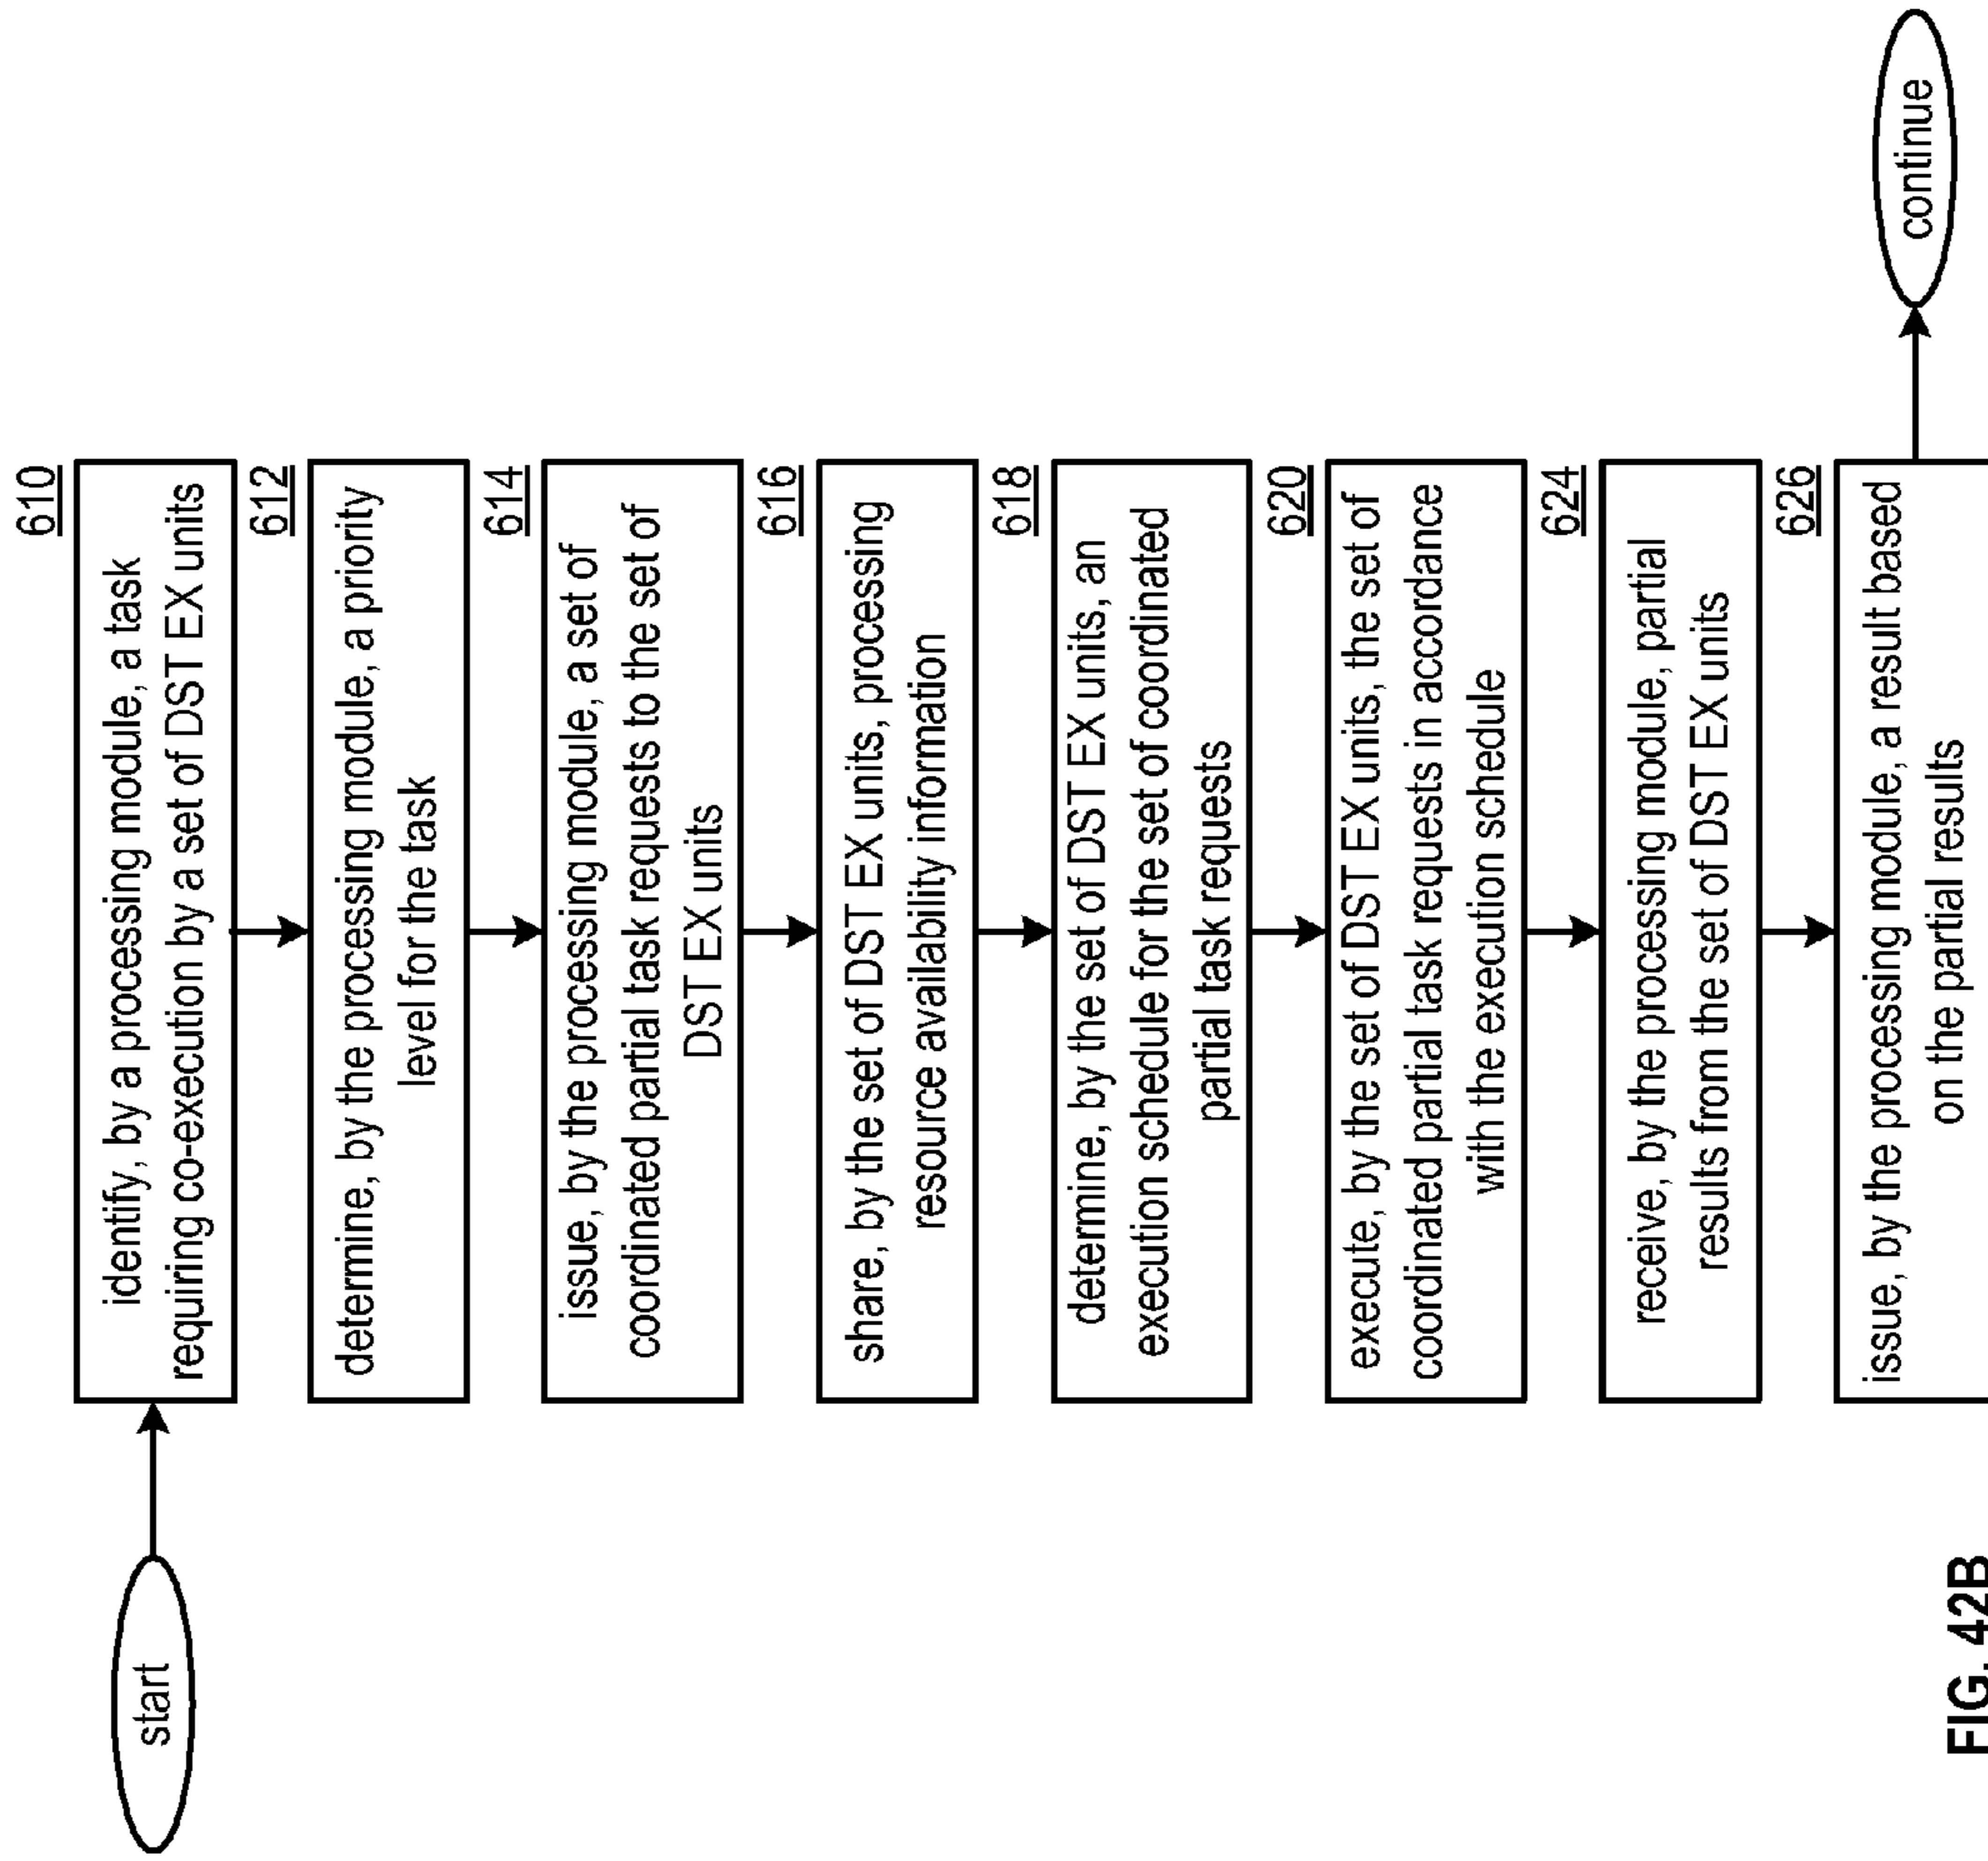 start
610
identify, by a processing module, a task
requiring co-execution by a set of DST EX units
612
determine, by the processing module, a priority
level for the task
614
issue, by the processing module, a set of
coordinated partial task requests to the set of
DST EX units
616
share, by the set of DST EX units, processing
resource availability information
618
determine, by the set of DST EX units, an
execution schedule for the set of coordinated
partial task requests
620
execute, by the set of DST EX units, the set of
coordinated partial task requests in accordance
with the execution schedule
624
receive, by the processing module, partial
results from the set of DST EX units
626
issue, by the processing module, a result based
on the partial results
continue
FIG. 42B